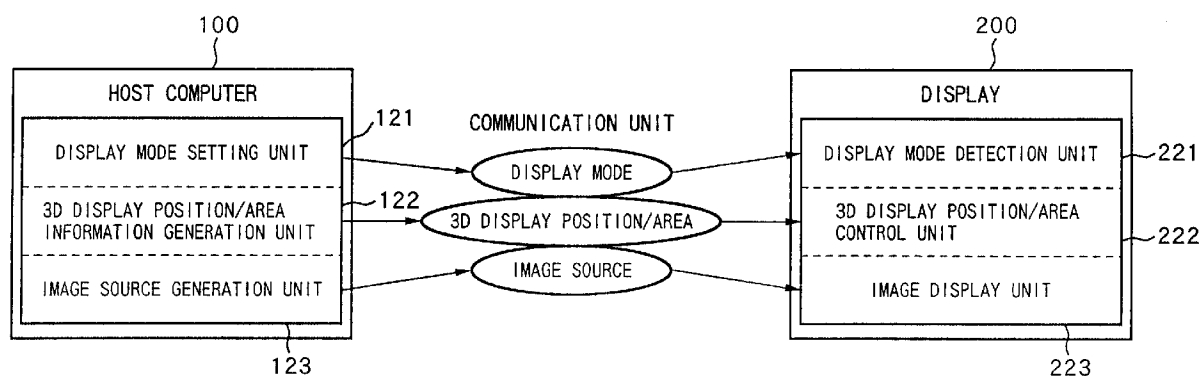 100
200
HOST COMPUTER
DISPLAY
121
COMMUNICATION UNIT
DISPLAY MODE SETTING UNIT
DISPLAY MODE
DISPLAY MODE DETECTION UNIT
221
122
3D DISPLAY POSITION/AREA
INFORMATION GENERATION UNIT
3D DISPLAY POSITION/AREA
3D DISPLAY POSITION/AREA
CONTROL UNIT
222
IMAGE SOURCE GENERATION UNIT
IMAGE SOURCE
IMAGE DISPLAY UNIT
123
223